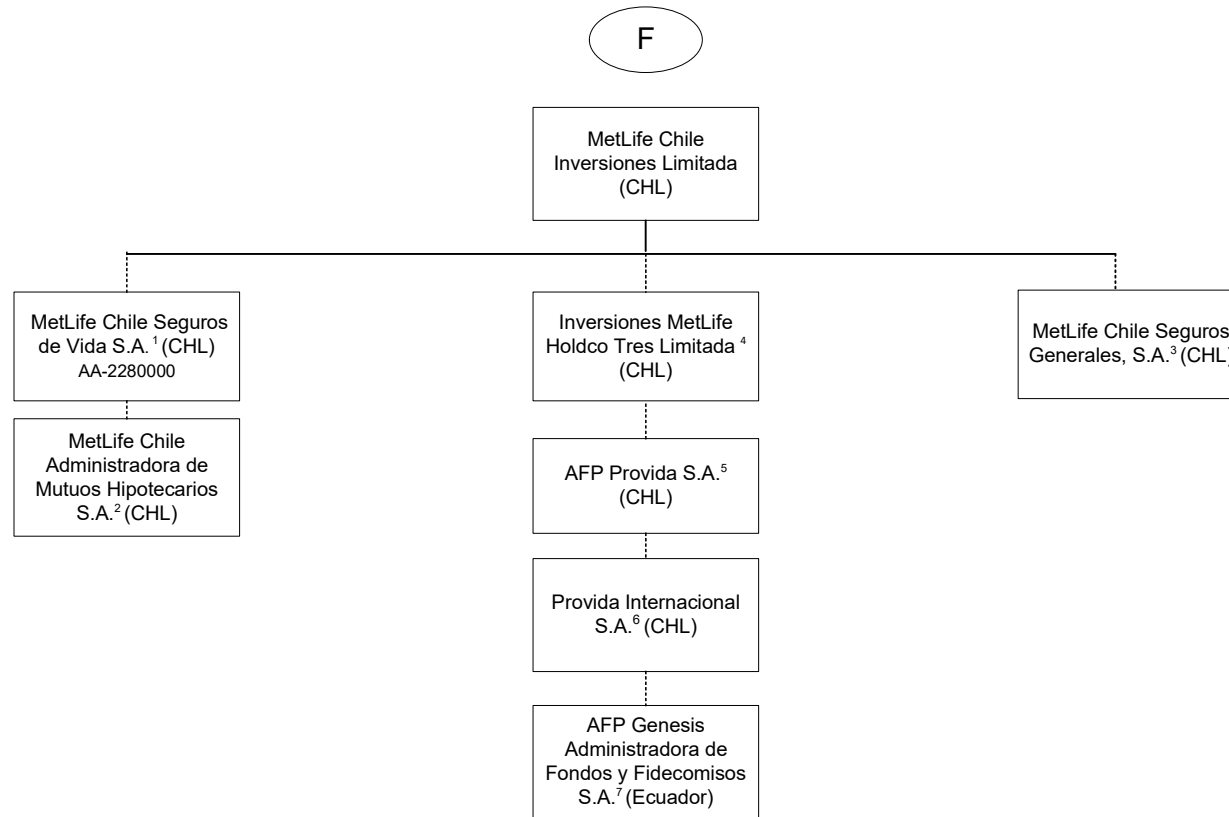 F
MetLife Chile
Inversiones Limitada
(CHL)
MetLife Chile Seguros
de Vida S.A.¹ (CHL)
AA-2280000
Inversiones MetLife
Holdco Tres Limitada ⁴
(CHL)
MetLife Chile Seguros
Generales, S.A.³ (CHL)
MetLife Chile
Administradora de
Mutuos Hipotecarios
S.A.² (CHL)
AFP Provida S.A.⁵
(CHL)
Provida Internacional
S.A.⁶ (CHL)
AFP Genesis
Administradora de
Fondos y Fidecomisos
S.A.⁷ (Ecuador)